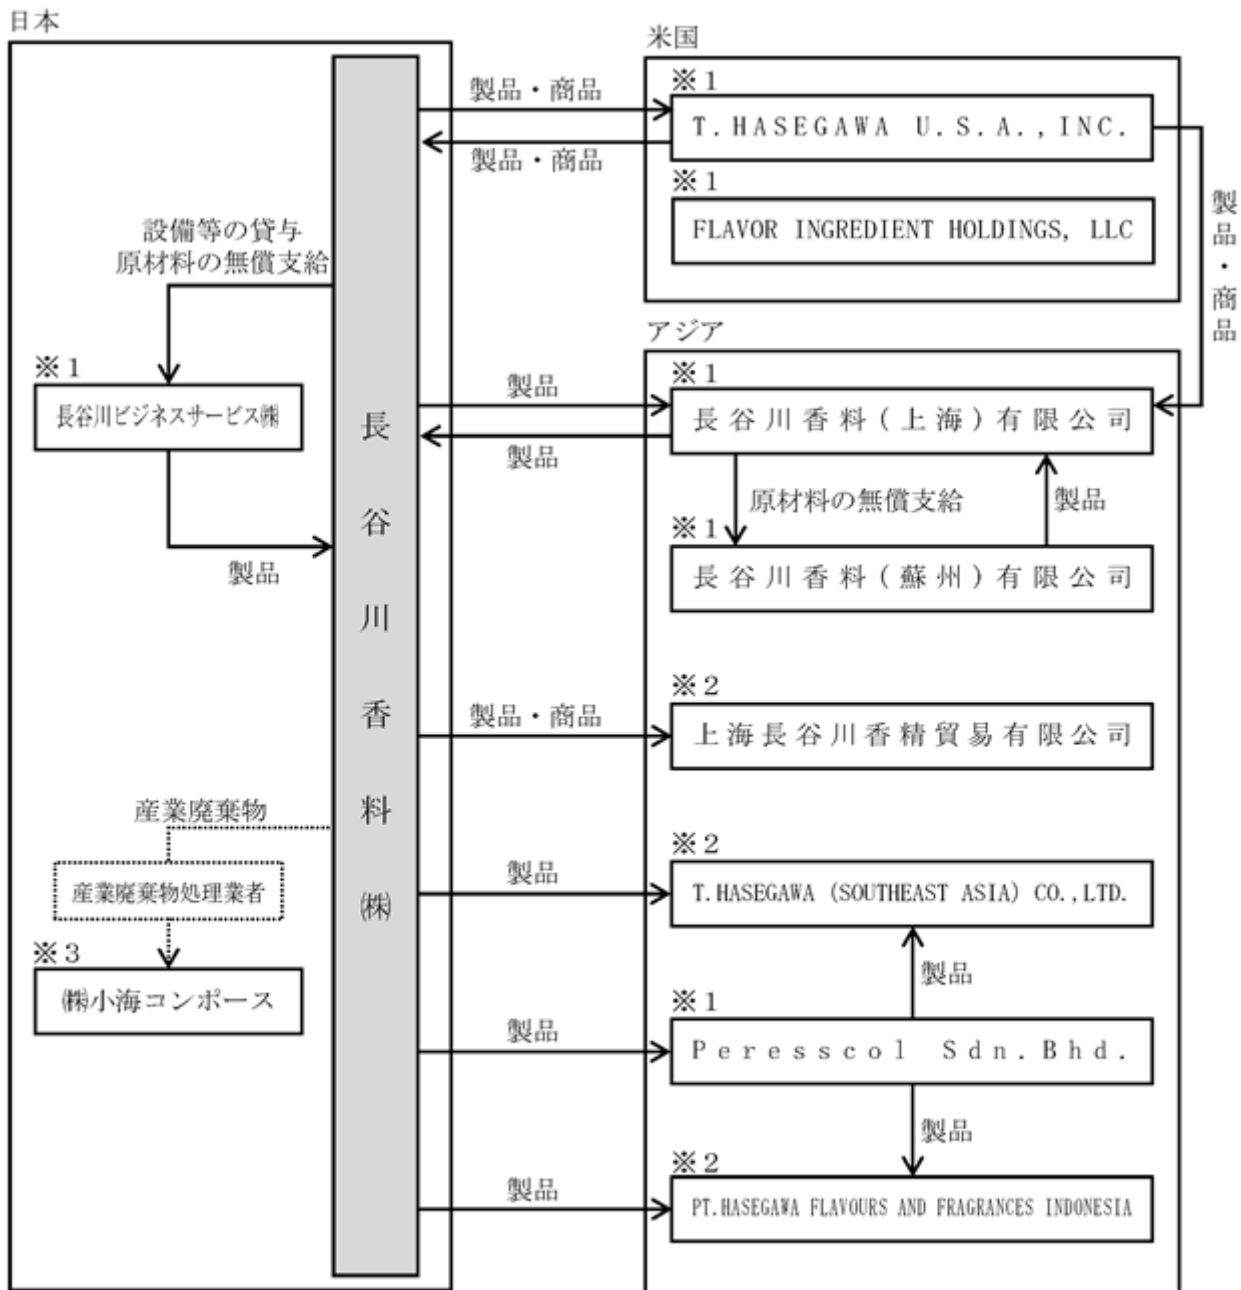 日本
米国
製品・商品
※1
T.HASEGAWA U.S.A.,INC.
製品・商品
※1
FLAVOR INGREDIENT HOLDINGS, LLC
製品・商品
設備等の貸与
原材料の無償支給
※1
長谷川ビジネスサービス㈱
製品
長谷川香料㈱
アジア
製品
※1
長谷川香料(上海)有限公司
製品
原材料の無償支給
製品
※1
長谷川香料(蘇州)有限公司
※2
製品・商品
上海長谷川香精貿易有限公司
産業廃棄物
産業廃棄物処理業者
※3
㈱小海コンポース
※2
製品
T.HASEGAWA (SOUTHEAST ASIA) CO.,LTD.
製品
※1
製品
Peresscol Sdn.Bhd.
製品
※2
製品
PT.HASEGAWA FLAVOURS AND FRAGRANCES INDONESIA